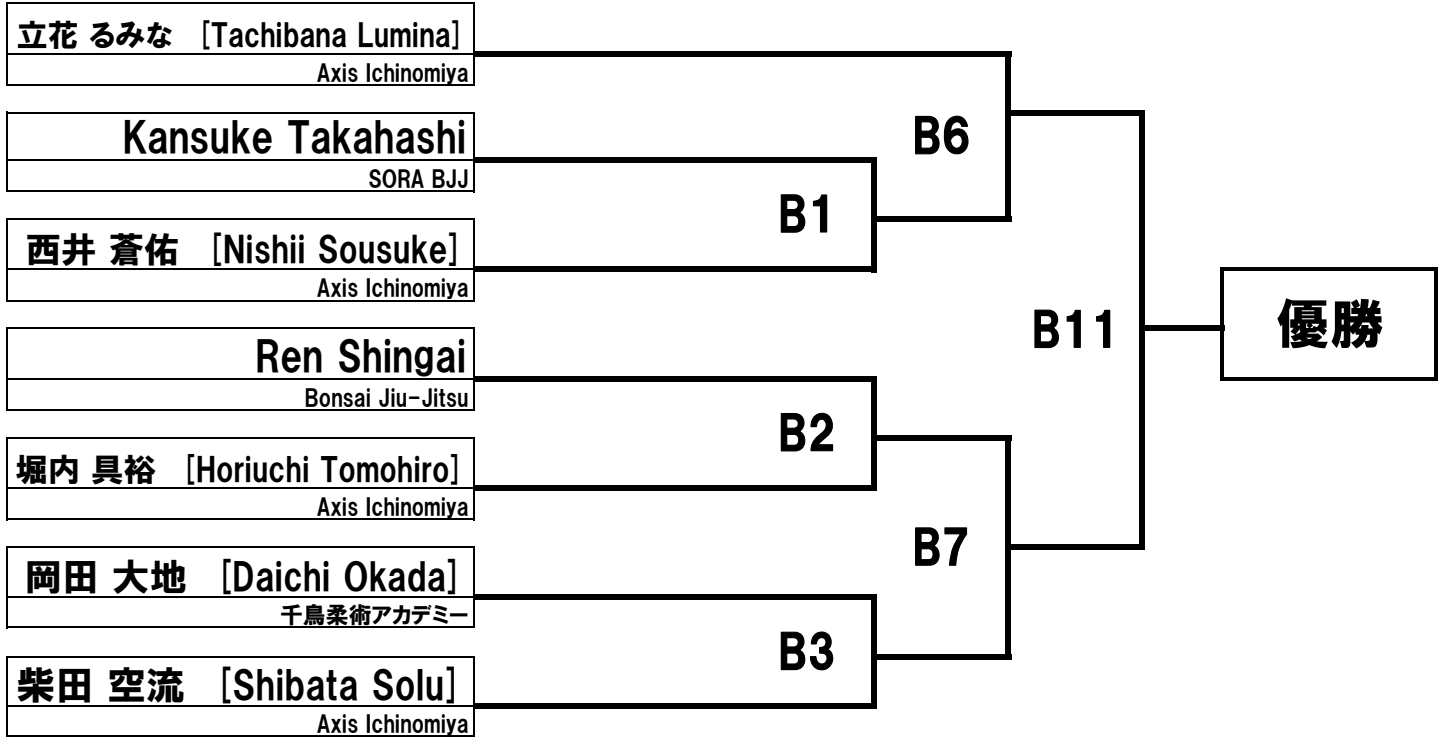 立花 るみな [Tachibana Lumina]
Axis Ichinomiya
Kansuke Takahashi
SORA BJJ
西井 蒼佑 [Nishii Sousuke]
Axis Ichinomiya
Ren Shingai
Bonsai Jiu-Jitsu
堀内 具裕 [Horiuchi Tomohiro]
Axis Ichinomiya
岡田 大地 [Daichi Okada]
千鳥柔術アカデミー
柴田 空流 [Shibata Solu]
Axis Ichinomiya
B1
B2
B3
B6
B7
B11
優勝